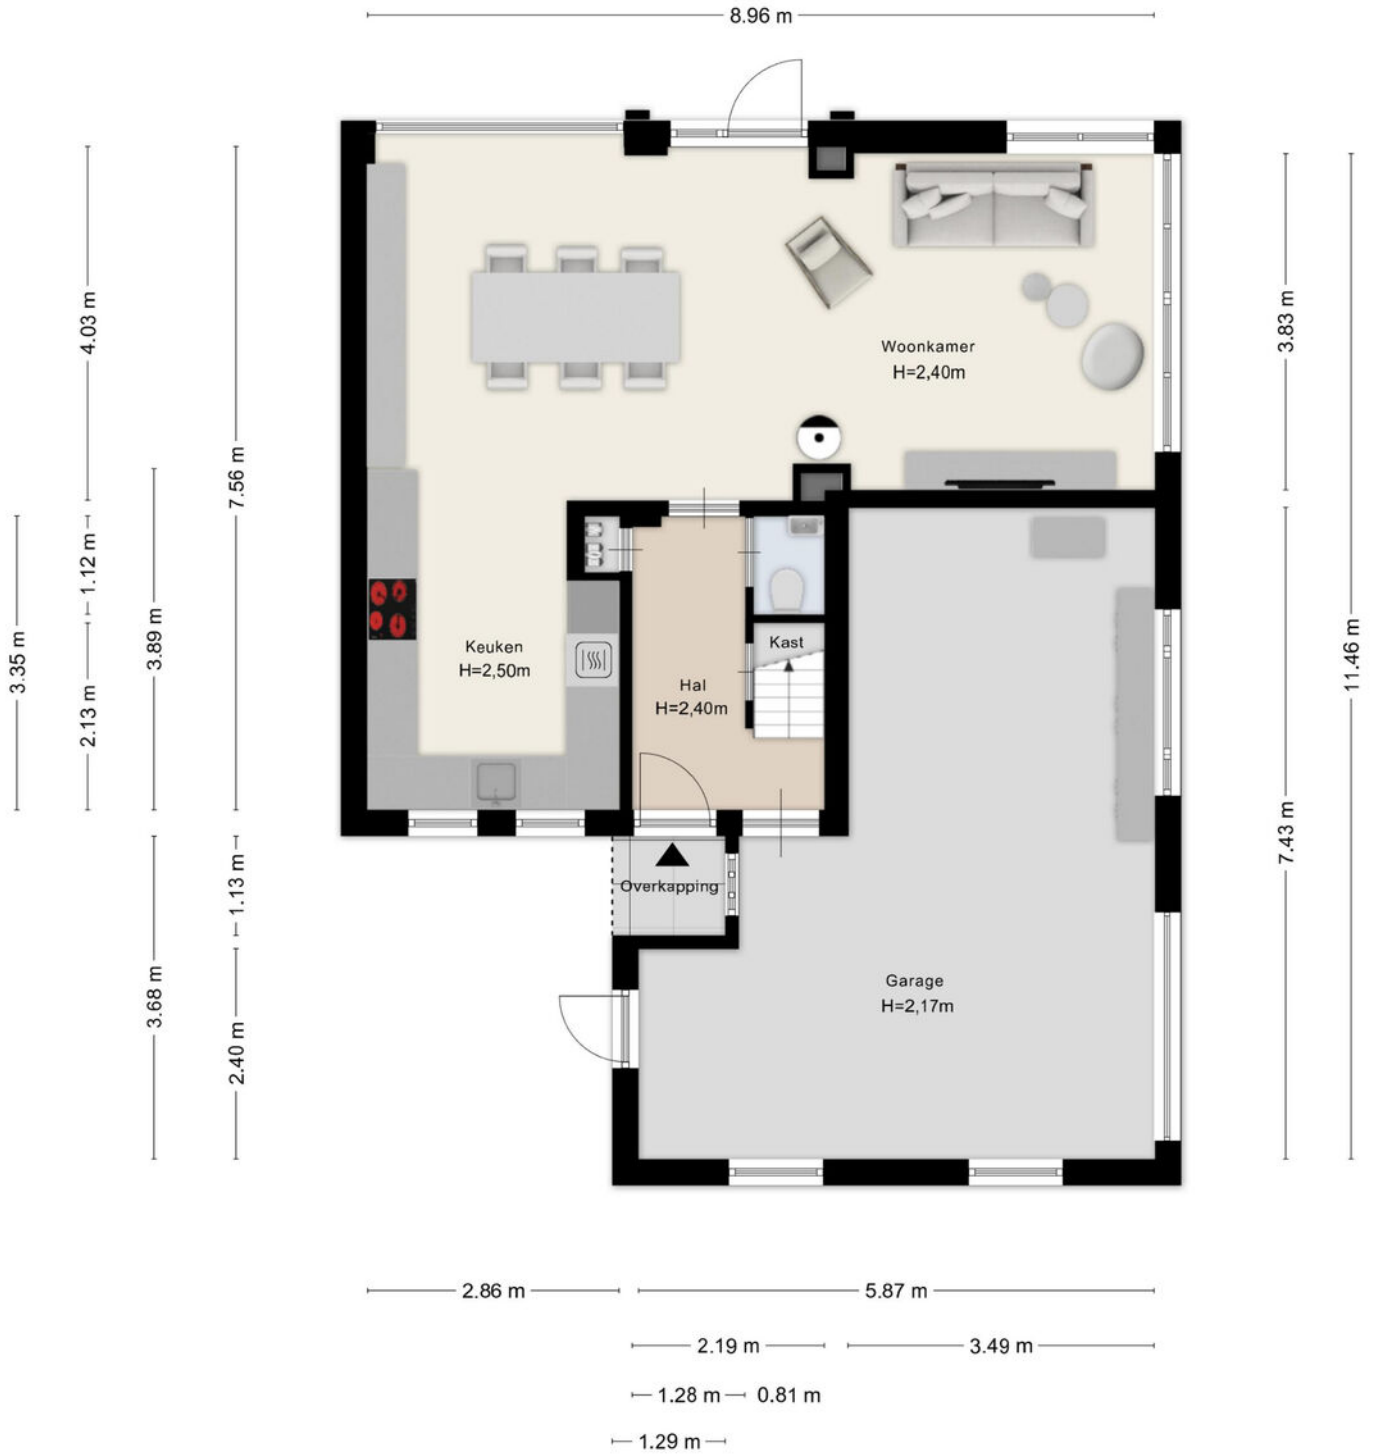 8.96 m
4.03 m
7.56 m
3.83 m
Woonkamer
H=2,40m
1.12 m
3.35 m
3.89 m
2.13 m
11.46 m
Keuken
H=2,50m
Kast
Hal
H=2,40m
7.43 m
1.13 m
Overkapping
3.68 m
2.40 m
Garage
H=2,17m
2.86 m
5.87 m
2.19 m
3.49 m
1.28 m
0.81 m
1.29 m